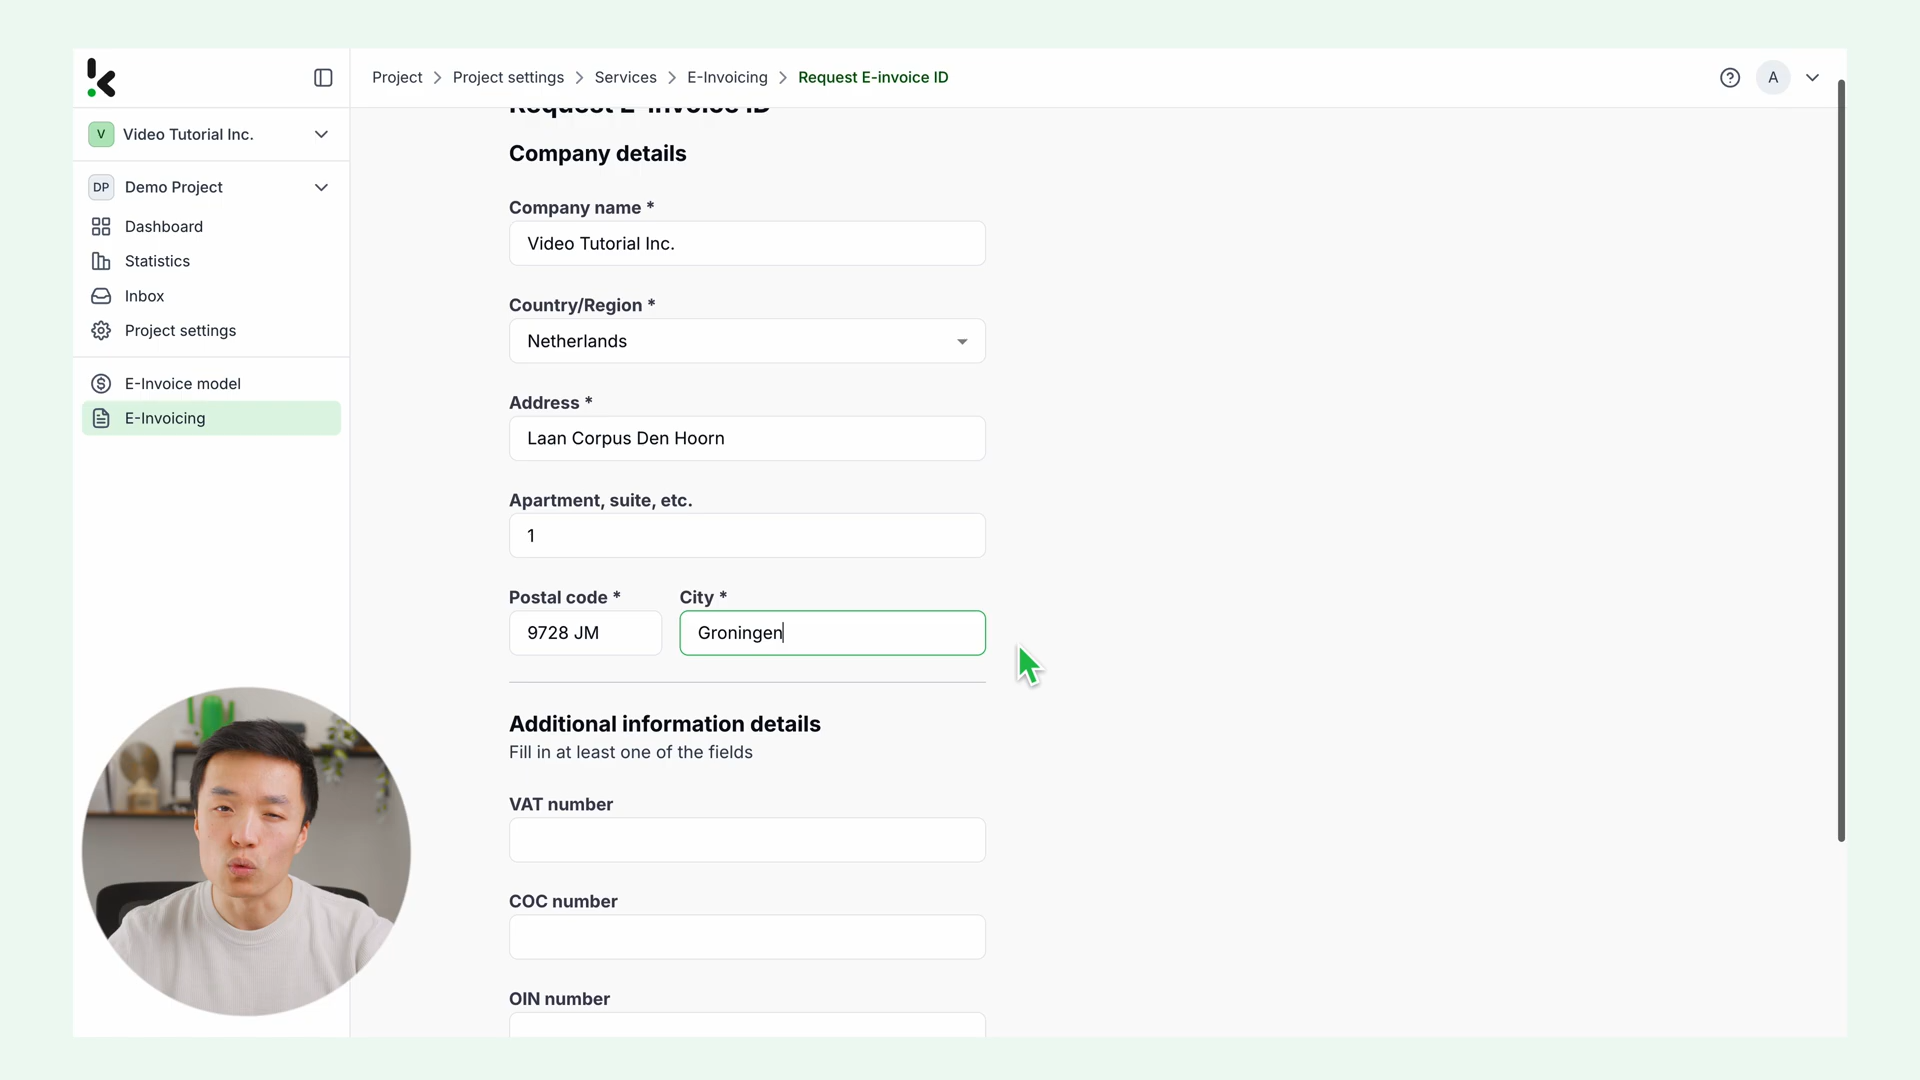 Project > Project settings > Services > E-Invoicing > Request E-invoice ID
A
V Video Tutorial Inc.
DP Demo Project
Dashboard
Statistics
Inbox
Project settings
E-Invoice model
E-Invoicing
Request E-invoice ID
Company details
Company name *
Video Tutorial Inc.
Country/Region *
Netherlands
Address *
Laan Corpus Den Hoorn
Apartment, suite, etc.
1
Postal code * City *
9728 JM Groningen
Additional information details
Fill in at least one of the fields
VAT number
COC number
OIN number